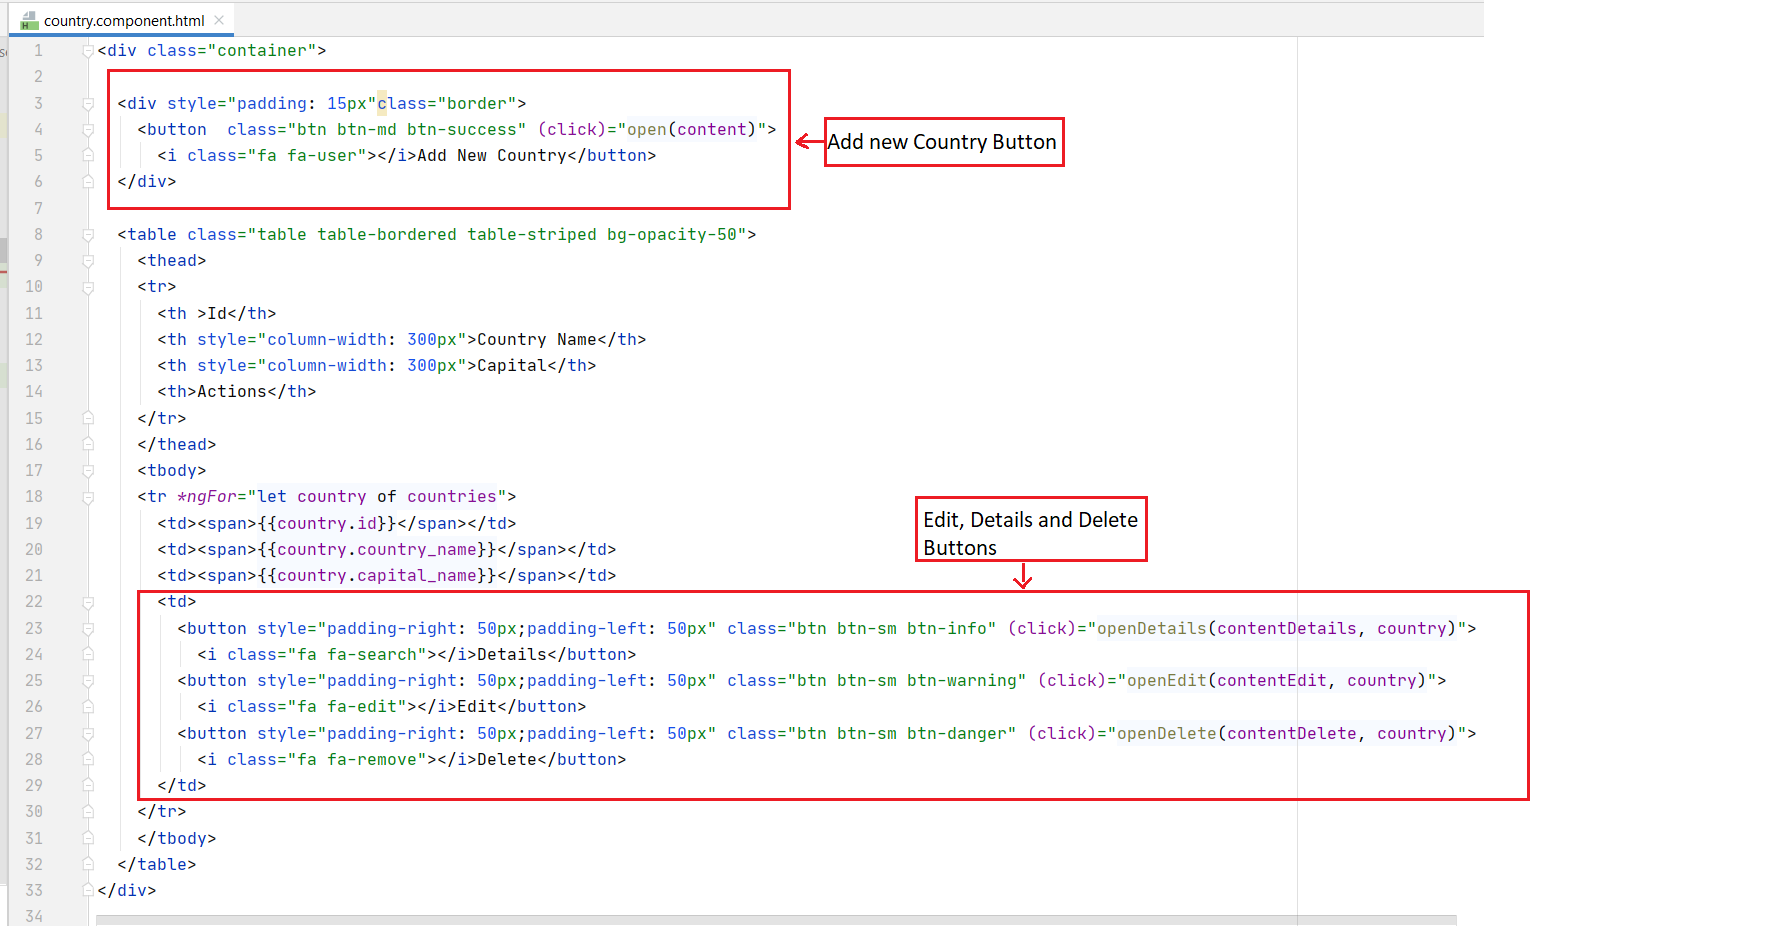 country.component.html
1 <div class="container">
2
3 <div style="padding: 15px"class="border">
4 <button  class="btn btn-md btn-success" (click)="open(content)">
5 <i class="fa fa-user"></i>Add New Country</button>
6 </div>
Add new Country Button
7
8 <table class="table table-bordered table-striped bg-opacity-50">
9 <thead>
10 <tr>
11 <th >Id</th>
12 <th style="column-width: 300px">Country Name</th>
13 <th style="column-width: 300px">Capital</th>
14 <th>Actions</th>
15 </tr>
16 </thead>
17 <tbody>
18 <tr *ngFor="let country of countries">
19 <td><span>{{country.id}}</span></td>
20 <td><span>{{country.country_name}}</span></td>
21 <td><span>{{country.capital_name}}</span></td>
Edit, Details and Delete
Buttons
22 <td>
23 <button style="padding-right: 50px;padding-left: 50px" class="btn btn-sm btn-info" (click)="openDetails(contentDetails, country)">
24 <i class="fa fa-search"></i>Details</button>
25 <button style="padding-right: 50px;padding-left: 50px" class="btn btn-sm btn-warning" (click)="openEdit(contentEdit, country)">
26 <i class="fa fa-edit"></i>Edit</button>
27 <button style="padding-right: 50px;padding-left: 50px" class="btn btn-sm btn-danger" (click)="openDelete(contentDelete, country)">
28 <i class="fa fa-remove"></i>Delete</button>
29 </td>
30 </tr>
31 </tbody>
32 </table>
33 </div>
34